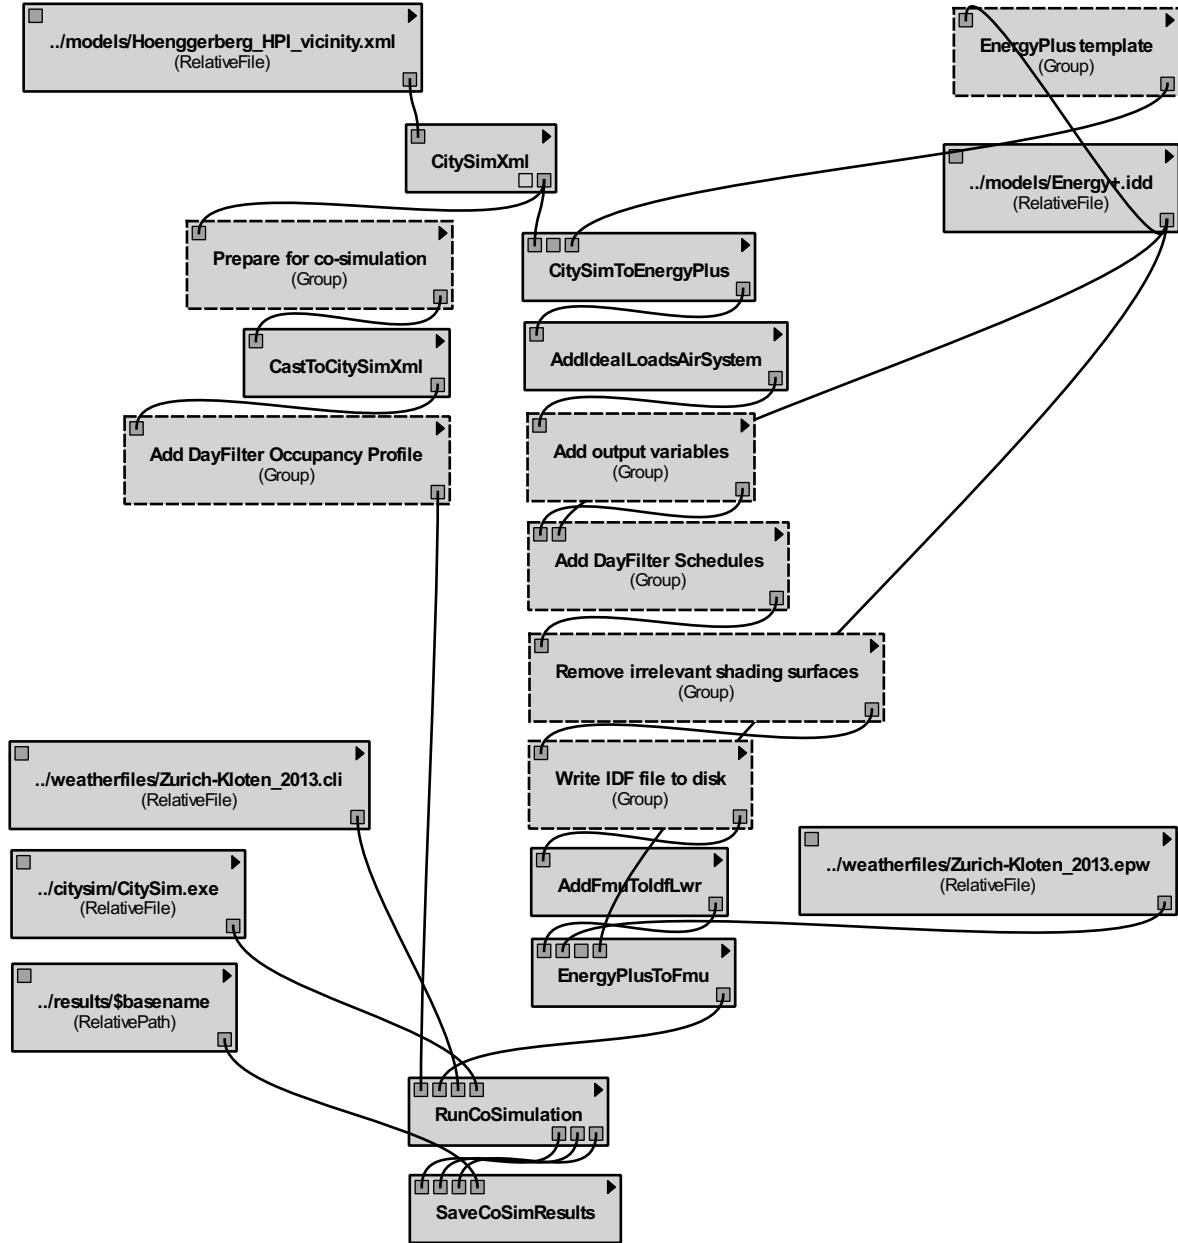 ../models/Hoenggerberg_HPI_vicinity.xml
(RelativeFile)
EnergyPlus template
(Group)
CitySimXml
../models/Energy+.idd
(RelativeFile)
Prepare for co-simulation
(Group)
CitySimToEnergyPlus
CastToCitySimXml
AddIdealLoadsAirSystem
Add DayFilter Occupancy Profile
(Group)
Add output variables
(Group)
Add DayFilter Schedules
(Group)
Remove irrelevant shading surfaces
(Group)
../weatherfiles/Zurich-Kloten_2013.cli
(RelativeFile)
Write IDF file to disk
(Group)
../citysim/CitySim.exe
(RelativeFile)
AddFmuToIdfLwr
../weatherfiles/Zurich-Kloten_2013.epw
(RelativeFile)
EnergyPlusToFmu
../results/$basename
(RelativePath)
RunCoSimulation
SaveCoSimResults